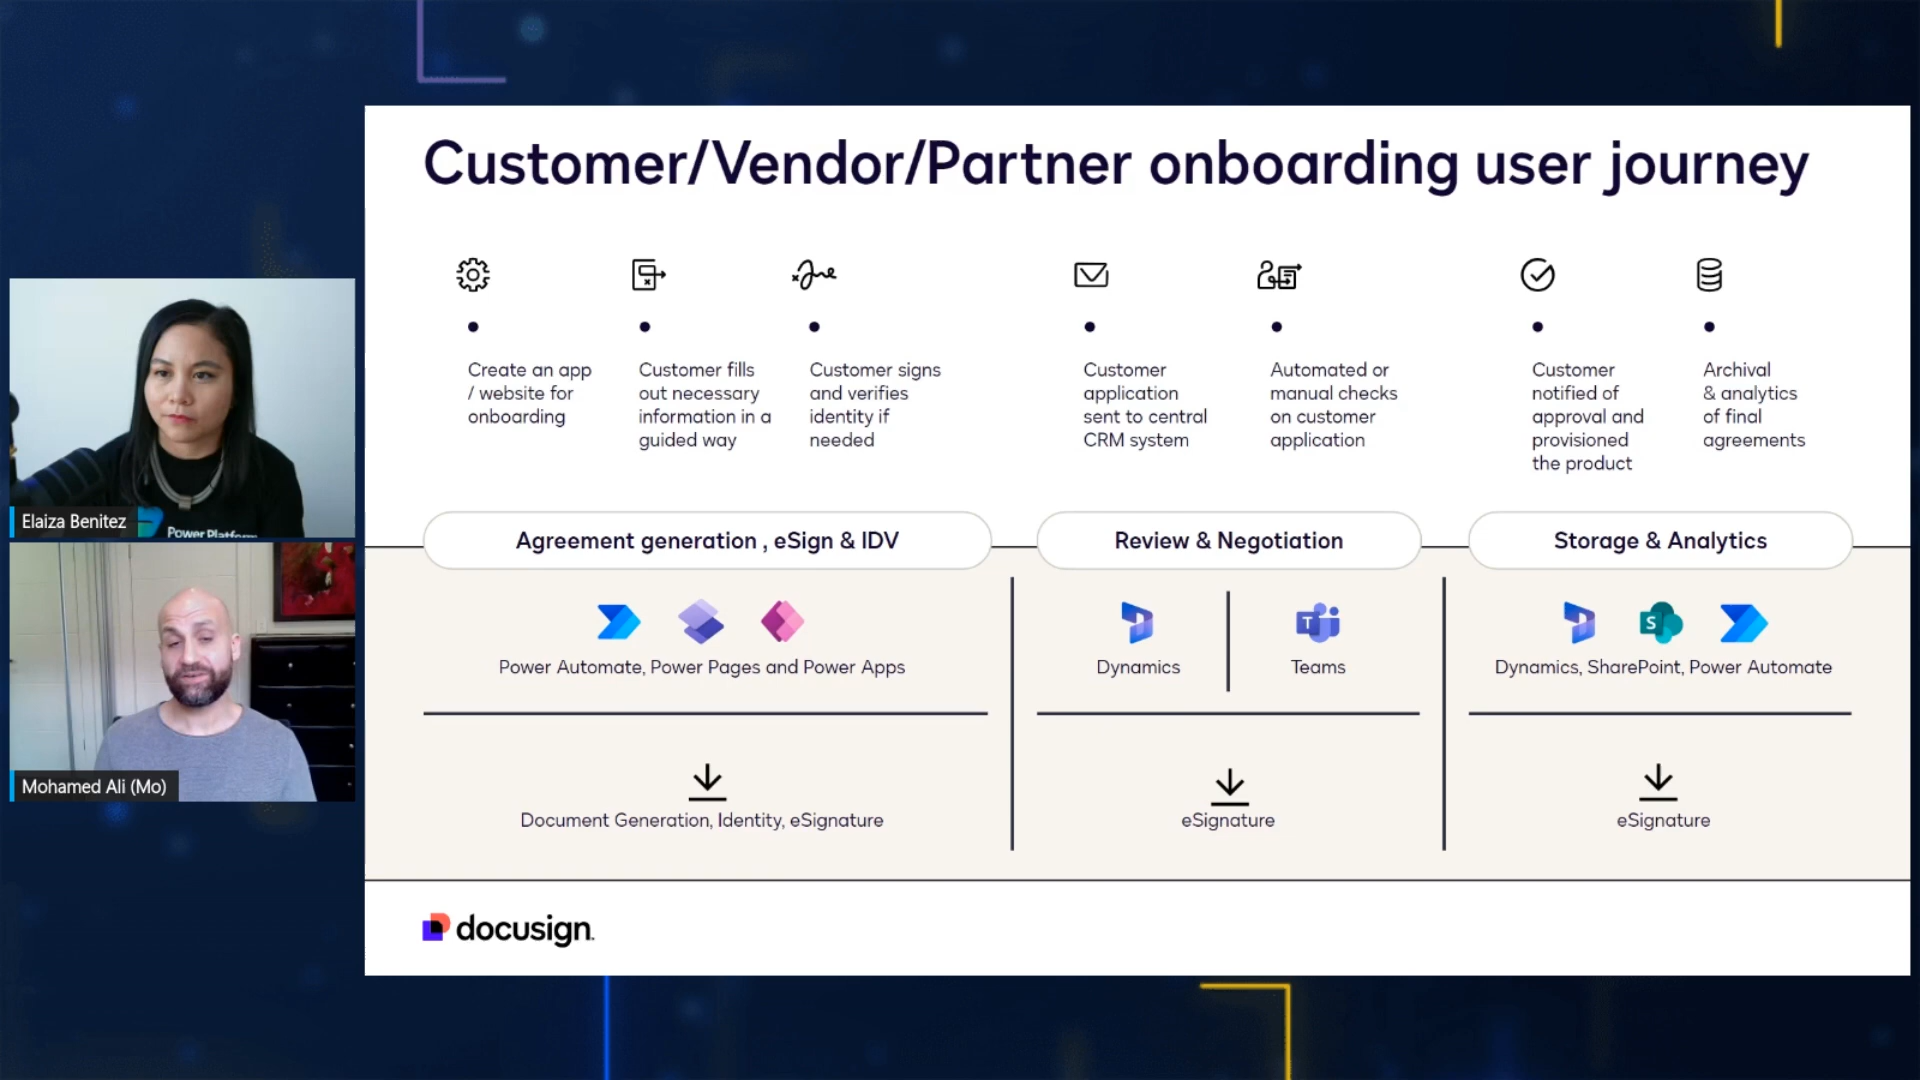 Customer/Vendor/Partner onboarding user journey
Create an app
/ website for
onboarding
Customer fills
out necessary
information in a
guided way
Customer signs
and verifies
identity if
needed
Customer
application
sent to central
CRM system
Automated or
manual checks
on customer
application
Customer
notified of
approval and
provisioned
the product
Archival
& analytics
of final
agreements
Agreement generation , eSign & IDV
Review & Negotiation
Storage & Analytics
Power Automate, Power Pages and Power Apps
Dynamics
Teams
Dynamics, SharePoint, Power Automate
Document Generation, Identity, eSignature
eSignature
eSignature
docusign.
Elaiza Benitez
Power Platform
Mohamed Ali (Mo)